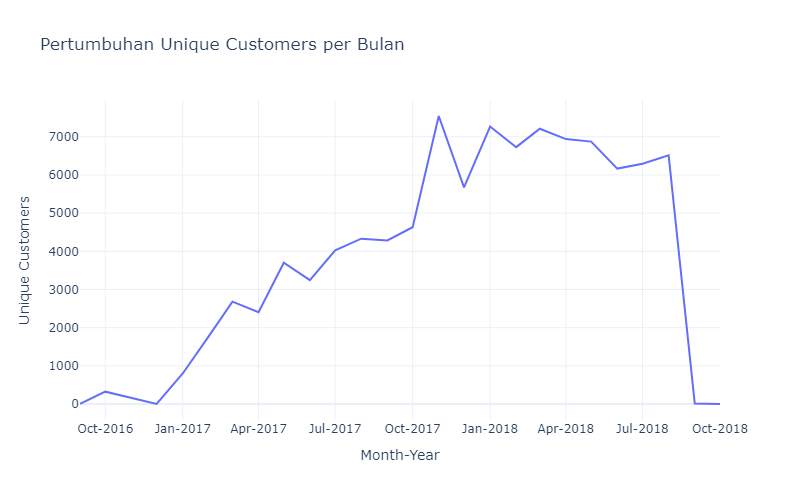 Pertumbuhan Unique Customers per Bulan
Unique Customers
7000
6000
5000
4000
3000
2000
1000
0
Oct-2016 Jan-2017 Apr-2017 Jul-2017 Oct-2017 Jan-2018 Apr-2018 Jul-2018 Oct-2018
Month-Year